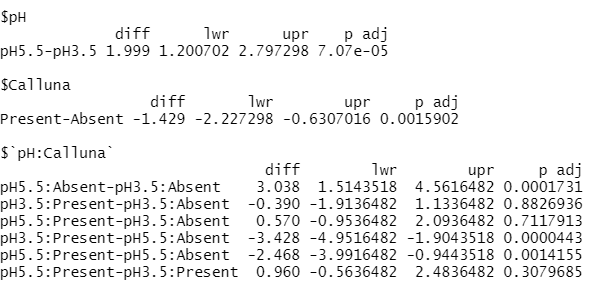 $pH
diff lwr upr p adj
pH5.5-pH3.5 1.999 1.200702 2.797298 7.07e-05
$Calluna
diff lwr upr p adj
Present-Absent -1.429 -2.227298 -0.6307016 0.0015902
$`pH:Calluna`
diff lwr upr p adj
pH5.5:Absent-pH3.5:Absent 3.038 1.5143518 4.5616482 0.0001731
pH3.5:Present-pH3.5:Absent -0.390 -1.9136482 1.1336482 0.8826936
pH5.5:Present-pH3.5:Absent 0.570 -0.9536482 2.0936482 0.7117913
pH3.5:Present-pH5.5:Absent -3.428 -4.9516482 -1.9043518 0.0000443
pH5.5:Present-pH5.5:Absent -2.468 -3.9916482 -0.9443518 0.0014155
pH5.5:Present-pH3.5:Present 0.960 -0.5636482 2.4836482 0.3079685